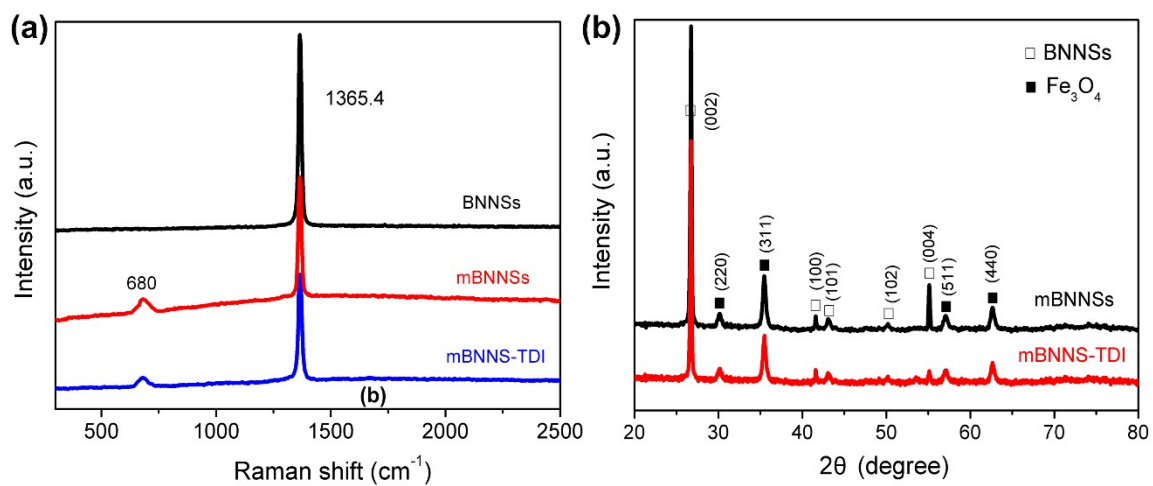 (a)
1365.4
BNNSs
mBNNSs
680
mBNNS-TDI
(b)
500 1000 1500 2000 2500
Raman shift (cm⁻¹)
Intensity (a.u.)
(b)
□ BNNSs
■ Fe₃O₄
(002)
(220)
(311)
(100)
(101)
(102)
(004)
(511)
(440)
mBNNSs
mBNNS-TDI
20 30 40 50 60 70 80
2θ (degree)
Intensity (a.u.)